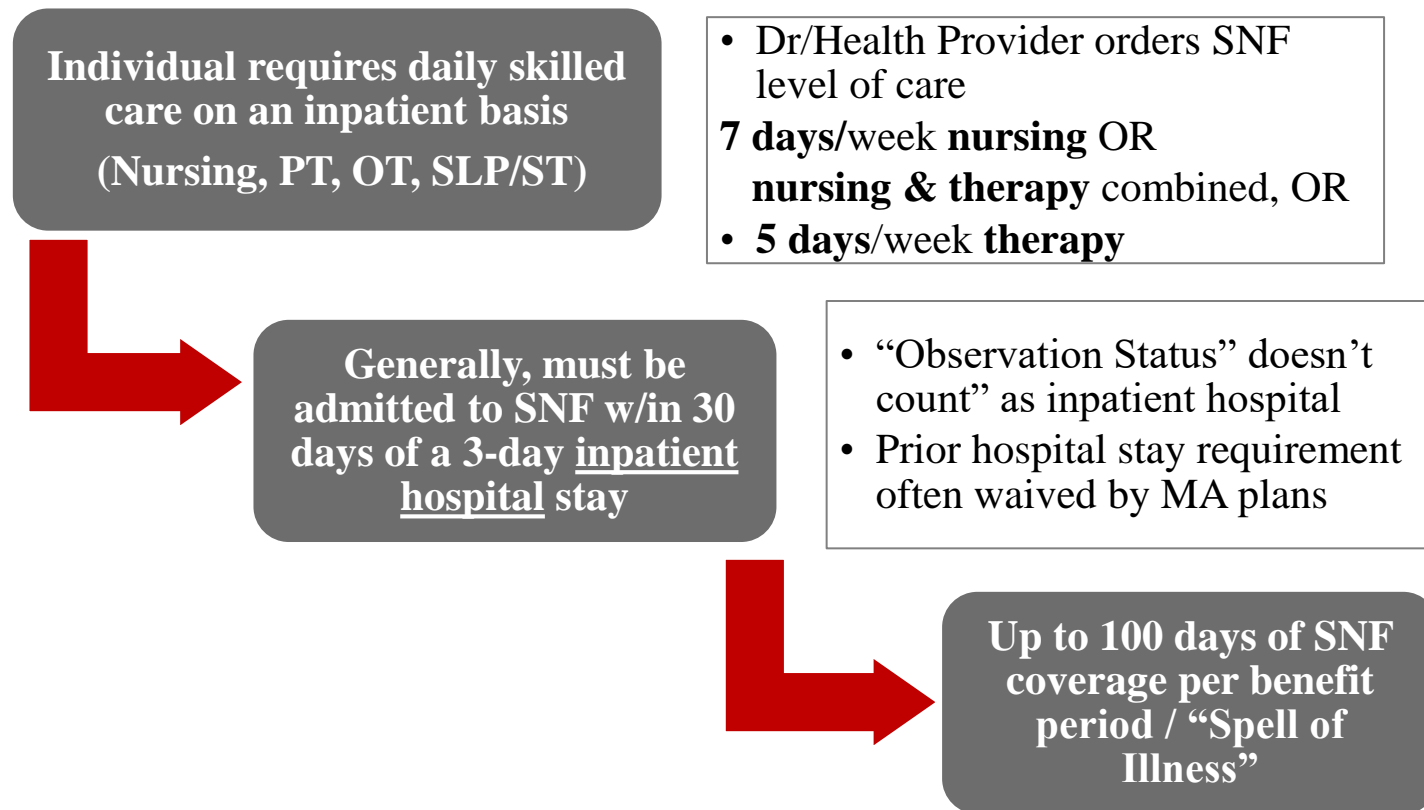 Individual requires daily skilled
care on an inpatient basis
(Nursing, PT, OT, SLP/ST)
• Dr/Health Provider orders SNF
level of care
7 days/week nursing OR
nursing & therapy combined, OR
• 5 days/week therapy
Generally, must be
admitted to SNF w/in 30
days of a 3-day inpatient
hospital stay
• “Observation Status” doesn’t
count” as inpatient hospital
• Prior hospital stay requirement
often waived by MA plans
Up to 100 days of SNF
coverage per benefit
period / “Spell of
Illness”